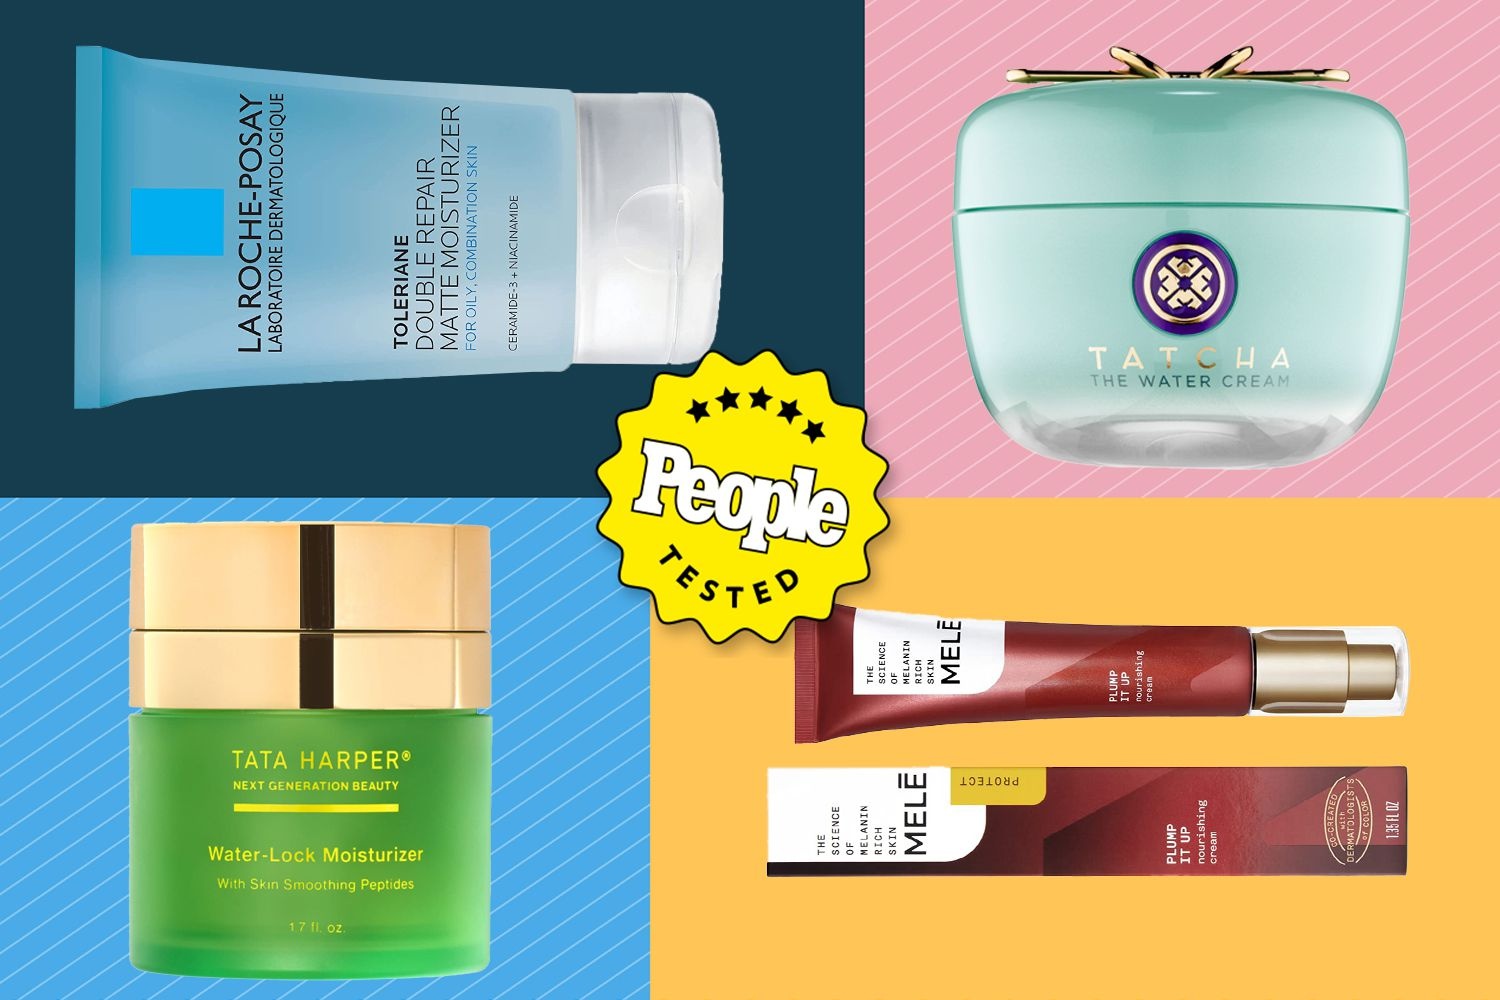 LA ROCHE-POSAY
LABORATOIRE DERMATOLOGIQUE
TOLERIANE
DOUBLE REPAIR
MATTE MOISTURIZER
FOR OILY, COMBINATION SKIN
CERAMIDE-3 + NIACINAMIDE
TATCHA
THE WATER CREAM
People
TESTED
TATA HARPER®
NEXT GENERATION BEAUTY
Water-Lock Moisturizer
With Skin Smoothing Peptides
1.7 fl. oz.
THE
SCIENCE
OF
MELANIN
RICH
SKIN
MELĒ
PLUMP
IT UP
nourishing
cream
THE
SCIENCE
OF
MELANIN
RICH
SKIN
MELĒ
PROTECT
PLUMP
IT UP
nourishing
cream
CO-CREATED
with
DERMATOLOGISTS
of COLOR
1.35 FL OZ